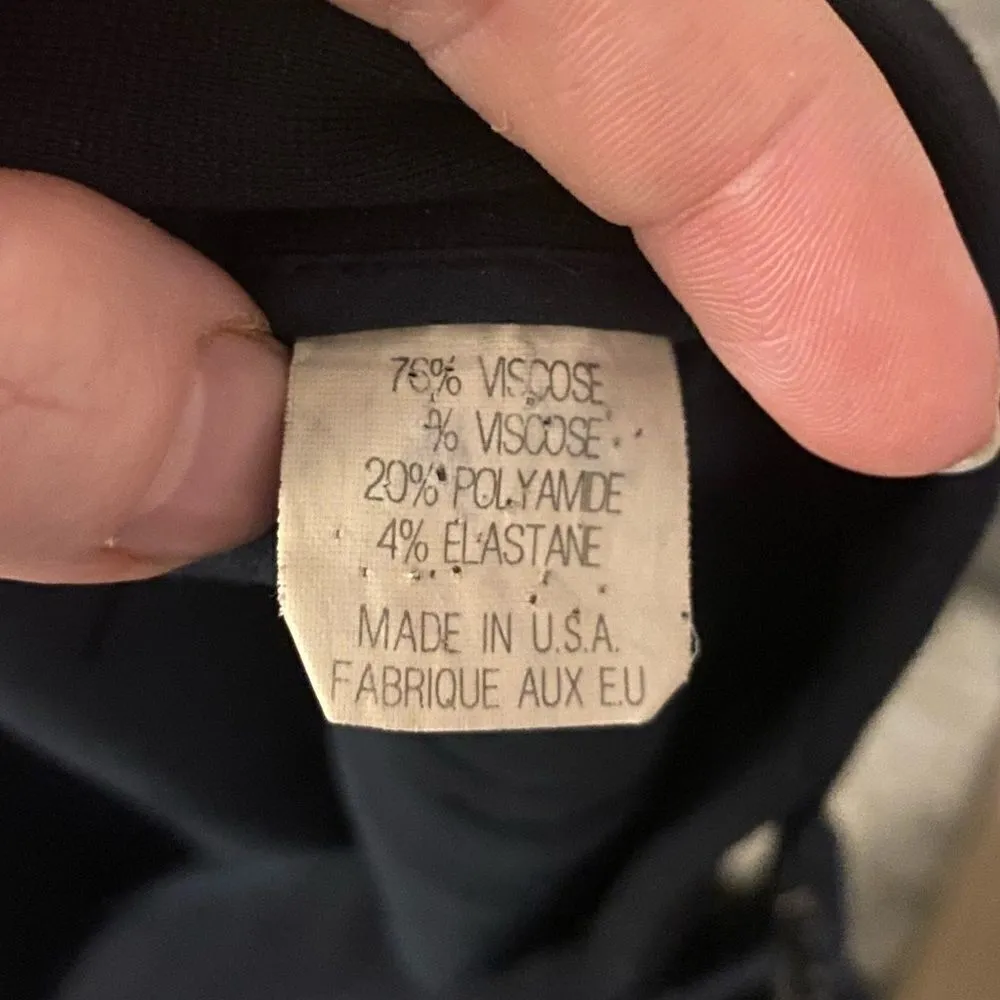 76% VISCOSE
% VISCOSE
20% POLYAMIDE
4% ELASTANE
MADE IN U.S.A.
FABRIQUE AUX E.U